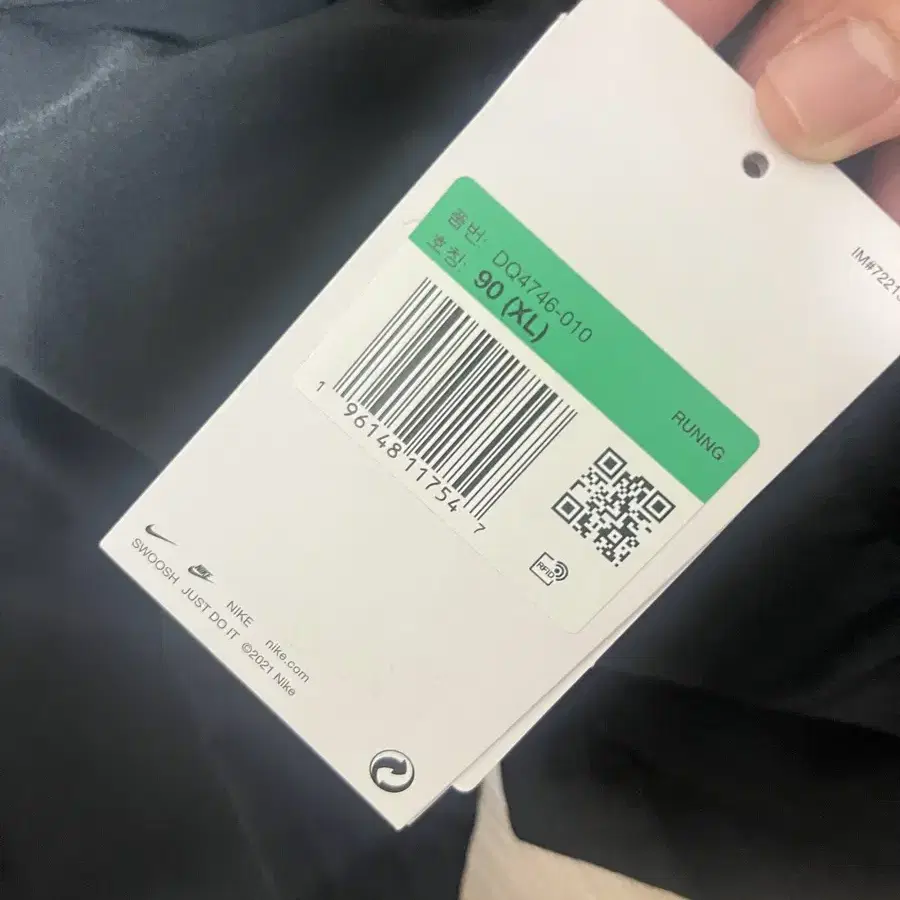 품번: DQ4746-010
호칭: 90 (XL)
RUNNG
1 96148 11754 7
RFID
NIKE
SWOOSH NIKE nike.com
JUST DO IT ©2021 Nike